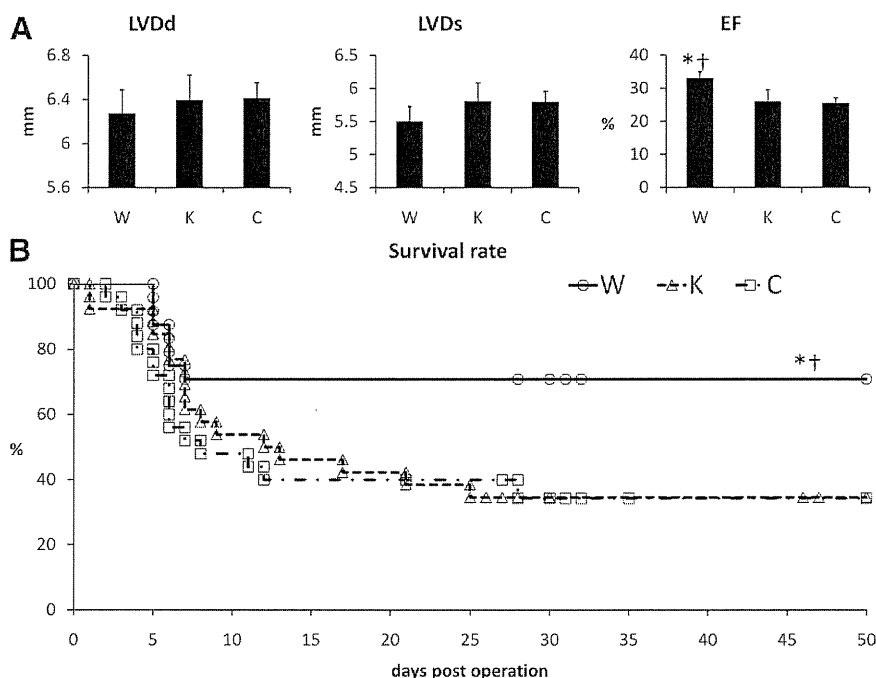 A
LVDd
LVDs
EF
6.8
6.4
6
5.6
mm
W K C
6.5
6
5.5
5
4.5
mm
W K C
40
30
20
10
0
%
*†
W K C
B
Survival rate
W K C
100
80
60
40
20
0
%
*†
0 5 10 15 20 25 30 35 40 45 50
days post operation